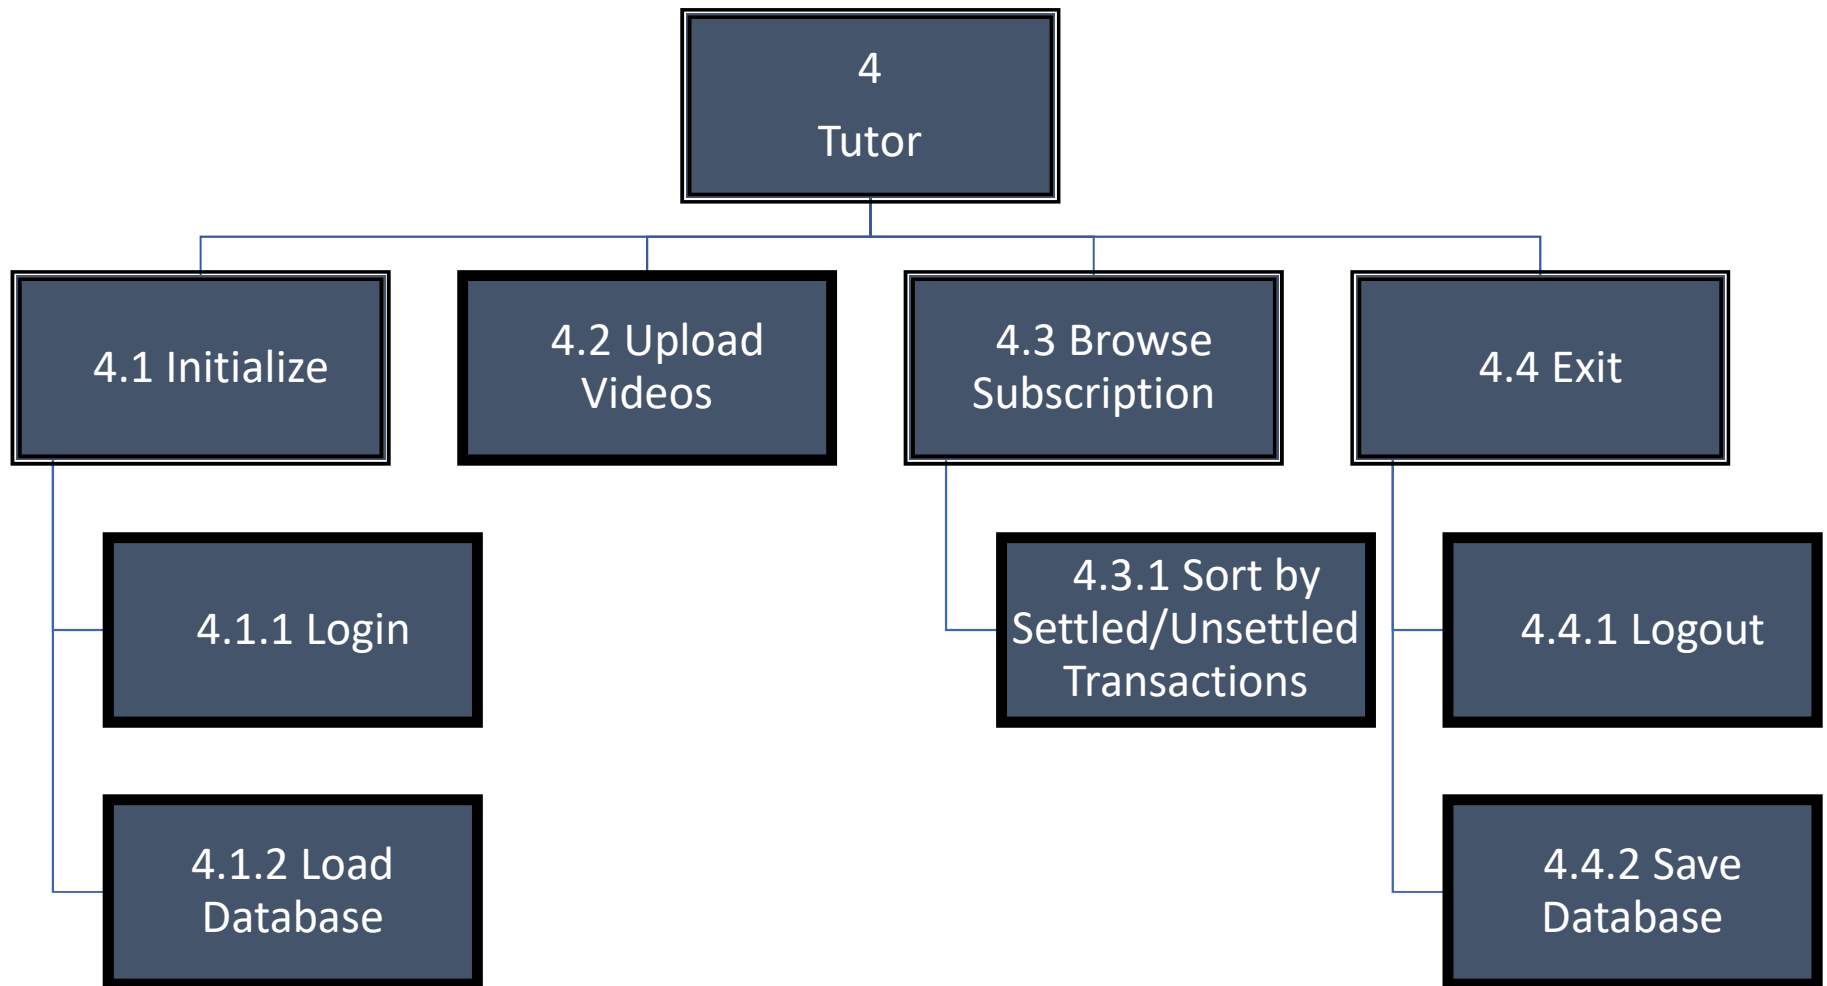 4
Tutor
4.1 Initialize
4.2 Upload
Videos
4.3 Browse
Subscription
4.4 Exit
4.1.1 Login
4.3.1 Sort by
Settled/Unsettled
Transactions
4.4.1 Logout
4.1.2 Load
Database
4.4.2 Save
Database